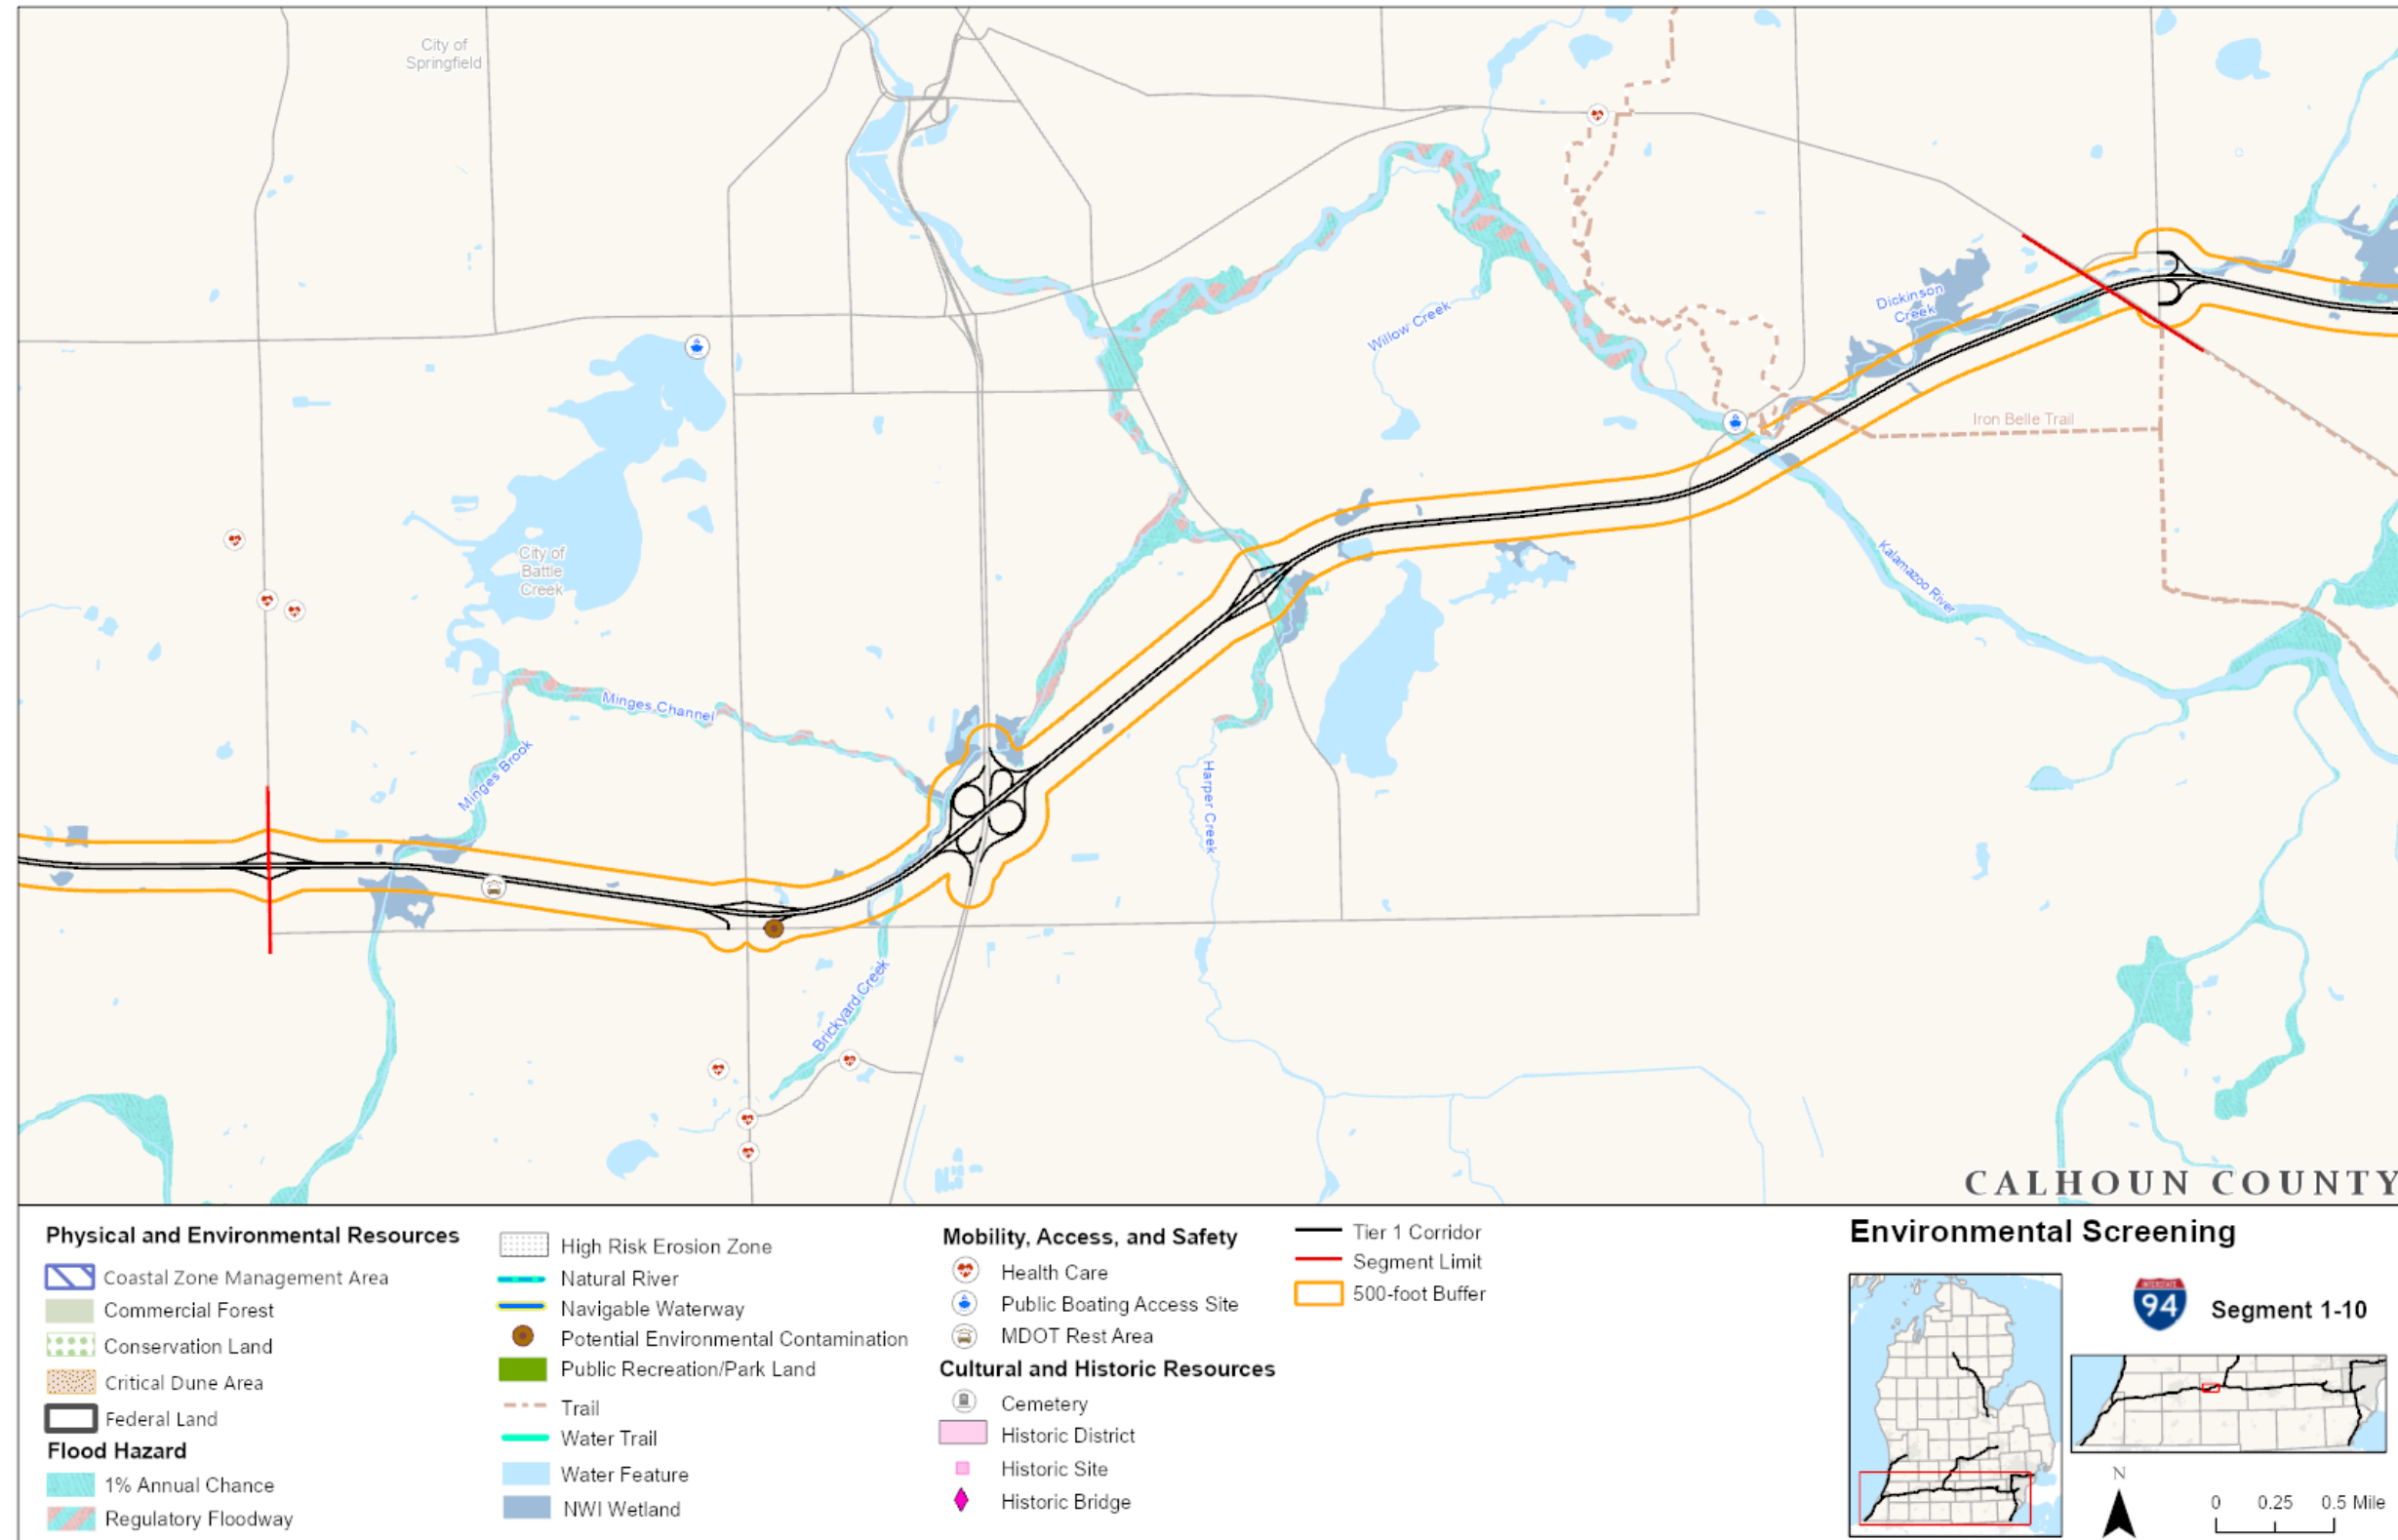 City of
Springfield
Willow Creek
Dickinson
Creek
Iron Belle Trail
City of
Battle
Creek
Kalamazoo River
Minges Channel
Minges Brook
Harper Creek
Brickyard Creek
CALHOUN COUNTY
Physical and Environmental Resources
Coastal Zone Management Area
Commercial Forest
Conservation Land
Critical Dune Area
Federal Land
Flood Hazard
1% Annual Chance
Regulatory Floodway
High Risk Erosion Zone
Natural River
Navigable Waterway
Potential Environmental Contamination
Public Recreation/Park Land
Trail
Water Trail
Water Feature
NWI Wetland
Mobility, Access, and Safety
Health Care
Public Boating Access Site
MDOT Rest Area
Cultural and Historic Resources
Cemetery
Historic District
Historic Site
Historic Bridge
Tier 1 Corridor
Segment Limit
500-foot Buffer
Environmental Screening
INTERSTATE
94
Segment 1-10
N
0 0.25 0.5 Mile